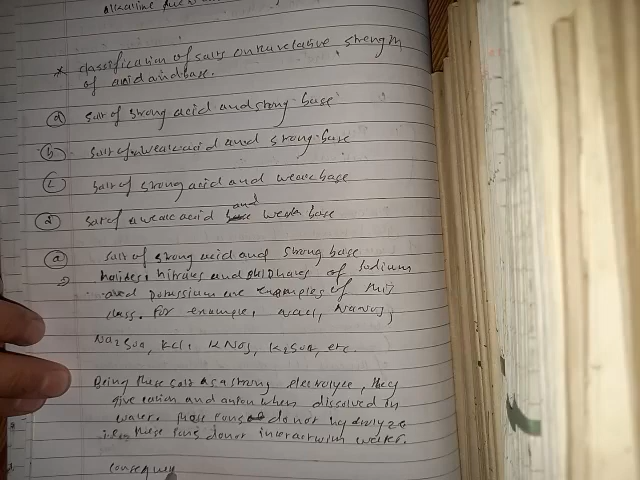 alkaline
* classification of salts on relative strength
of acid and base.
(a) salt of strong acid and strong base
(b) salt of weak acid and strong base
(c) salt of strong acid and weak base
(d) salt of a weak acid and weak base
(a) salt of strong acid and strong base
halides, nitrates and sulphates of sodium
and potassium are examples of this
class. For example, NaCl, NaNO3,
Na2SO4, KCl, KNO3, K2SO4, etc.
Being these salt as a strong electrolyte, they
give cation and anion when dissolved in
water. these ions do not hydrolyze
i.e. these ions do not interact with water.
consequen